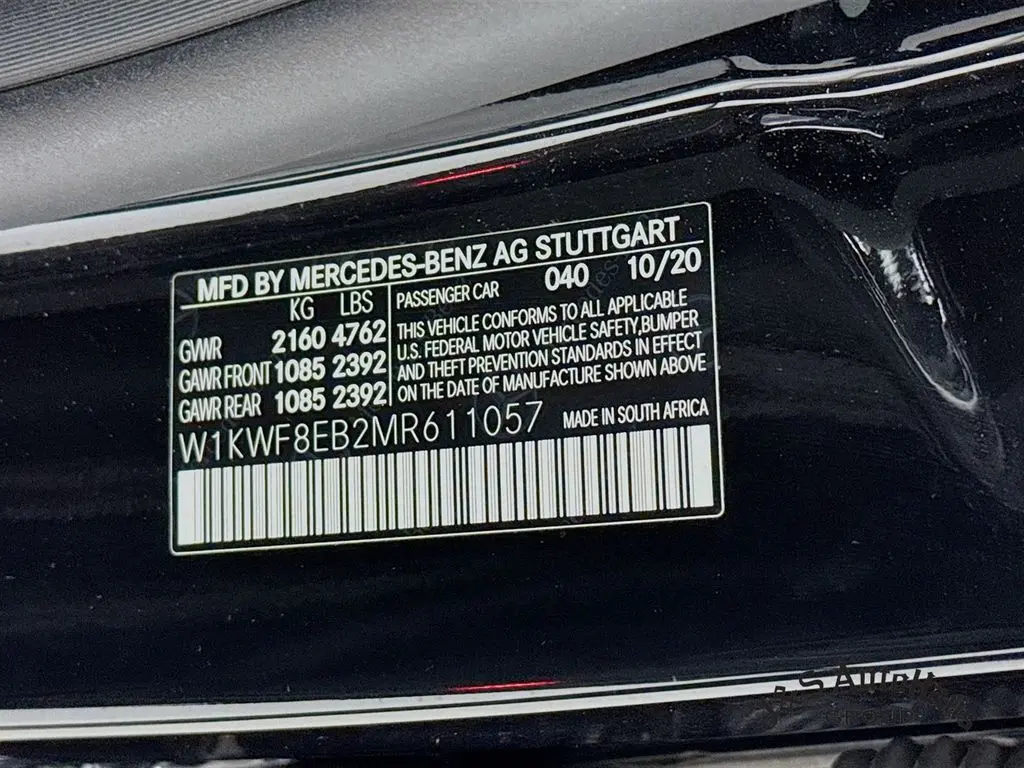 MFD BY MERCEDES-BENZ AG STUTTGART
KG LBS
GVWR 2160 4762
GAWR FRONT 1085 2392
GAWR REAR 1085 2392
PASSENGER CAR 040 10/20
THIS VEHICLE CONFORMS TO ALL APPLICABLE
U.S. FEDERAL MOTOR VEHICLE SAFETY,BUMPER
AND THEFT PREVENTION STANDARDS IN EFFECT
ON THE DATE OF MANUFACTURE SHOWN ABOVE
W1KWF8EB2MR611057 MADE IN SOUTH AFRICA